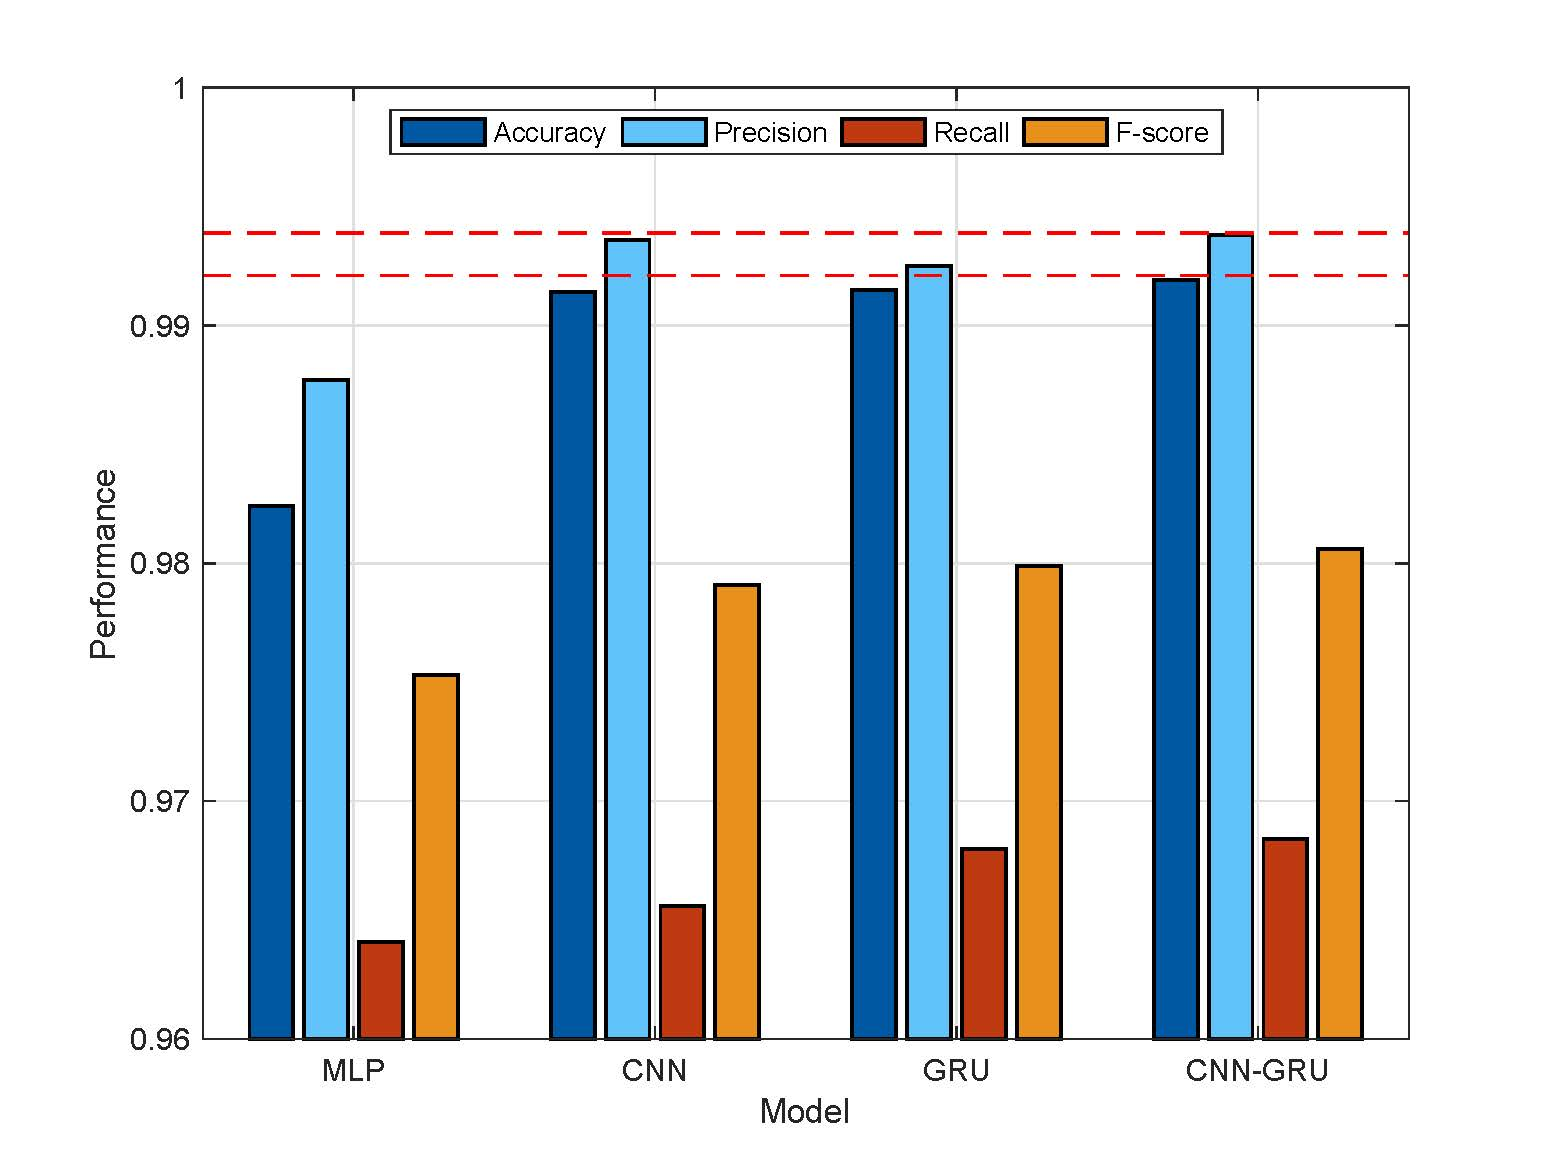 1
Accuracy Precision Recall F-score
0.99
0.98
0.97
0.96
Performance
MLP CNN GRU CNN-GRU
Model